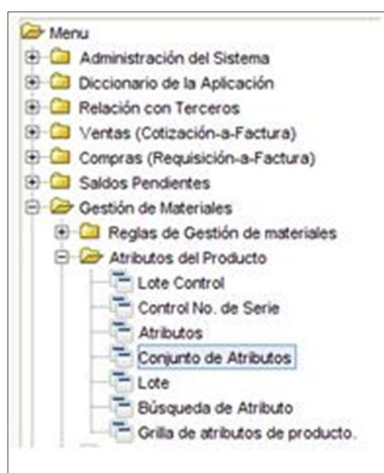 Menu
Administración del Sistema
Diccionario de la Aplicación
Relación con Terceros
Ventas (Cotización-a-Factura)
Compras (Requisición-a-Factura)
Saldos Pendientes
Gestión de Materiales
Reglas de Gestión de materiales
Atributos del Producto
Lote Control
Control No. de Serie
Atributos
Conjunto de Atributos
Lote
Búsqueda de Atributo
Grilla de atributos de producto.